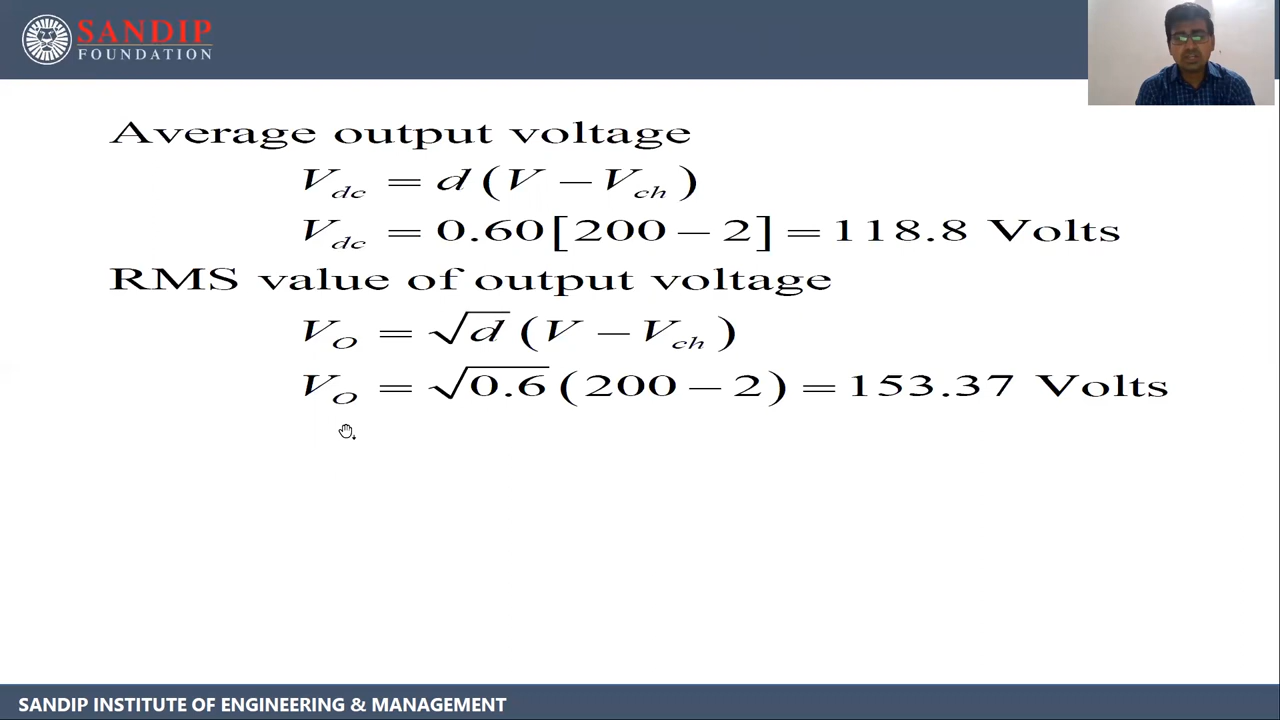 SANDIP
FOUNDATION
Average output voltage
V_dc = d (V − V_ch)
V_dc = 0.60[200 − 2] = 118.8 Volts
RMS value of output voltage
V_O = √d (V − V_ch)
V_O = √0.6 (200 − 2) = 153.37 Volts
SANDIP INSTITUTE OF ENGINEERING & MANAGEMENT